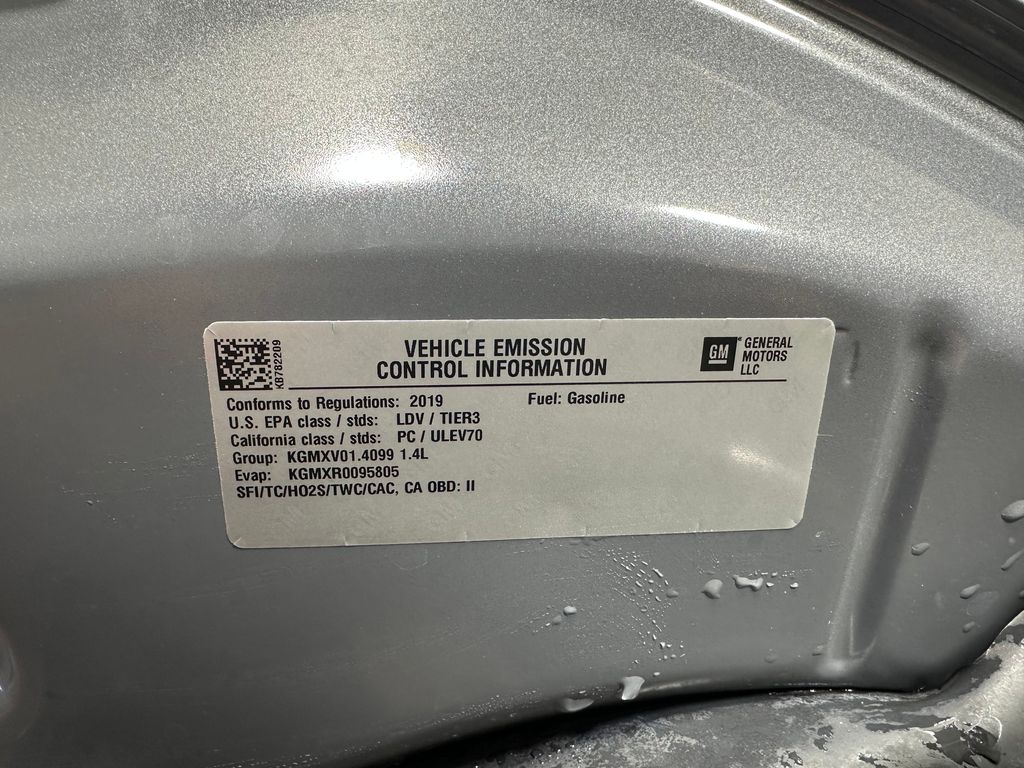 KB782209
VEHICLE EMISSION
CONTROL INFORMATION
GM
GENERAL
MOTORS
LLC
Conforms to Regulations: 2019 Fuel: Gasoline
U.S. EPA class / stds: LDV / TIER3
California class / stds: PC / ULEV70
Group: KGMXV01.4099 1.4L
Evap: KGMXR0095805
SFI/TC/HO2S/TWC/CAC, CA OBD: II